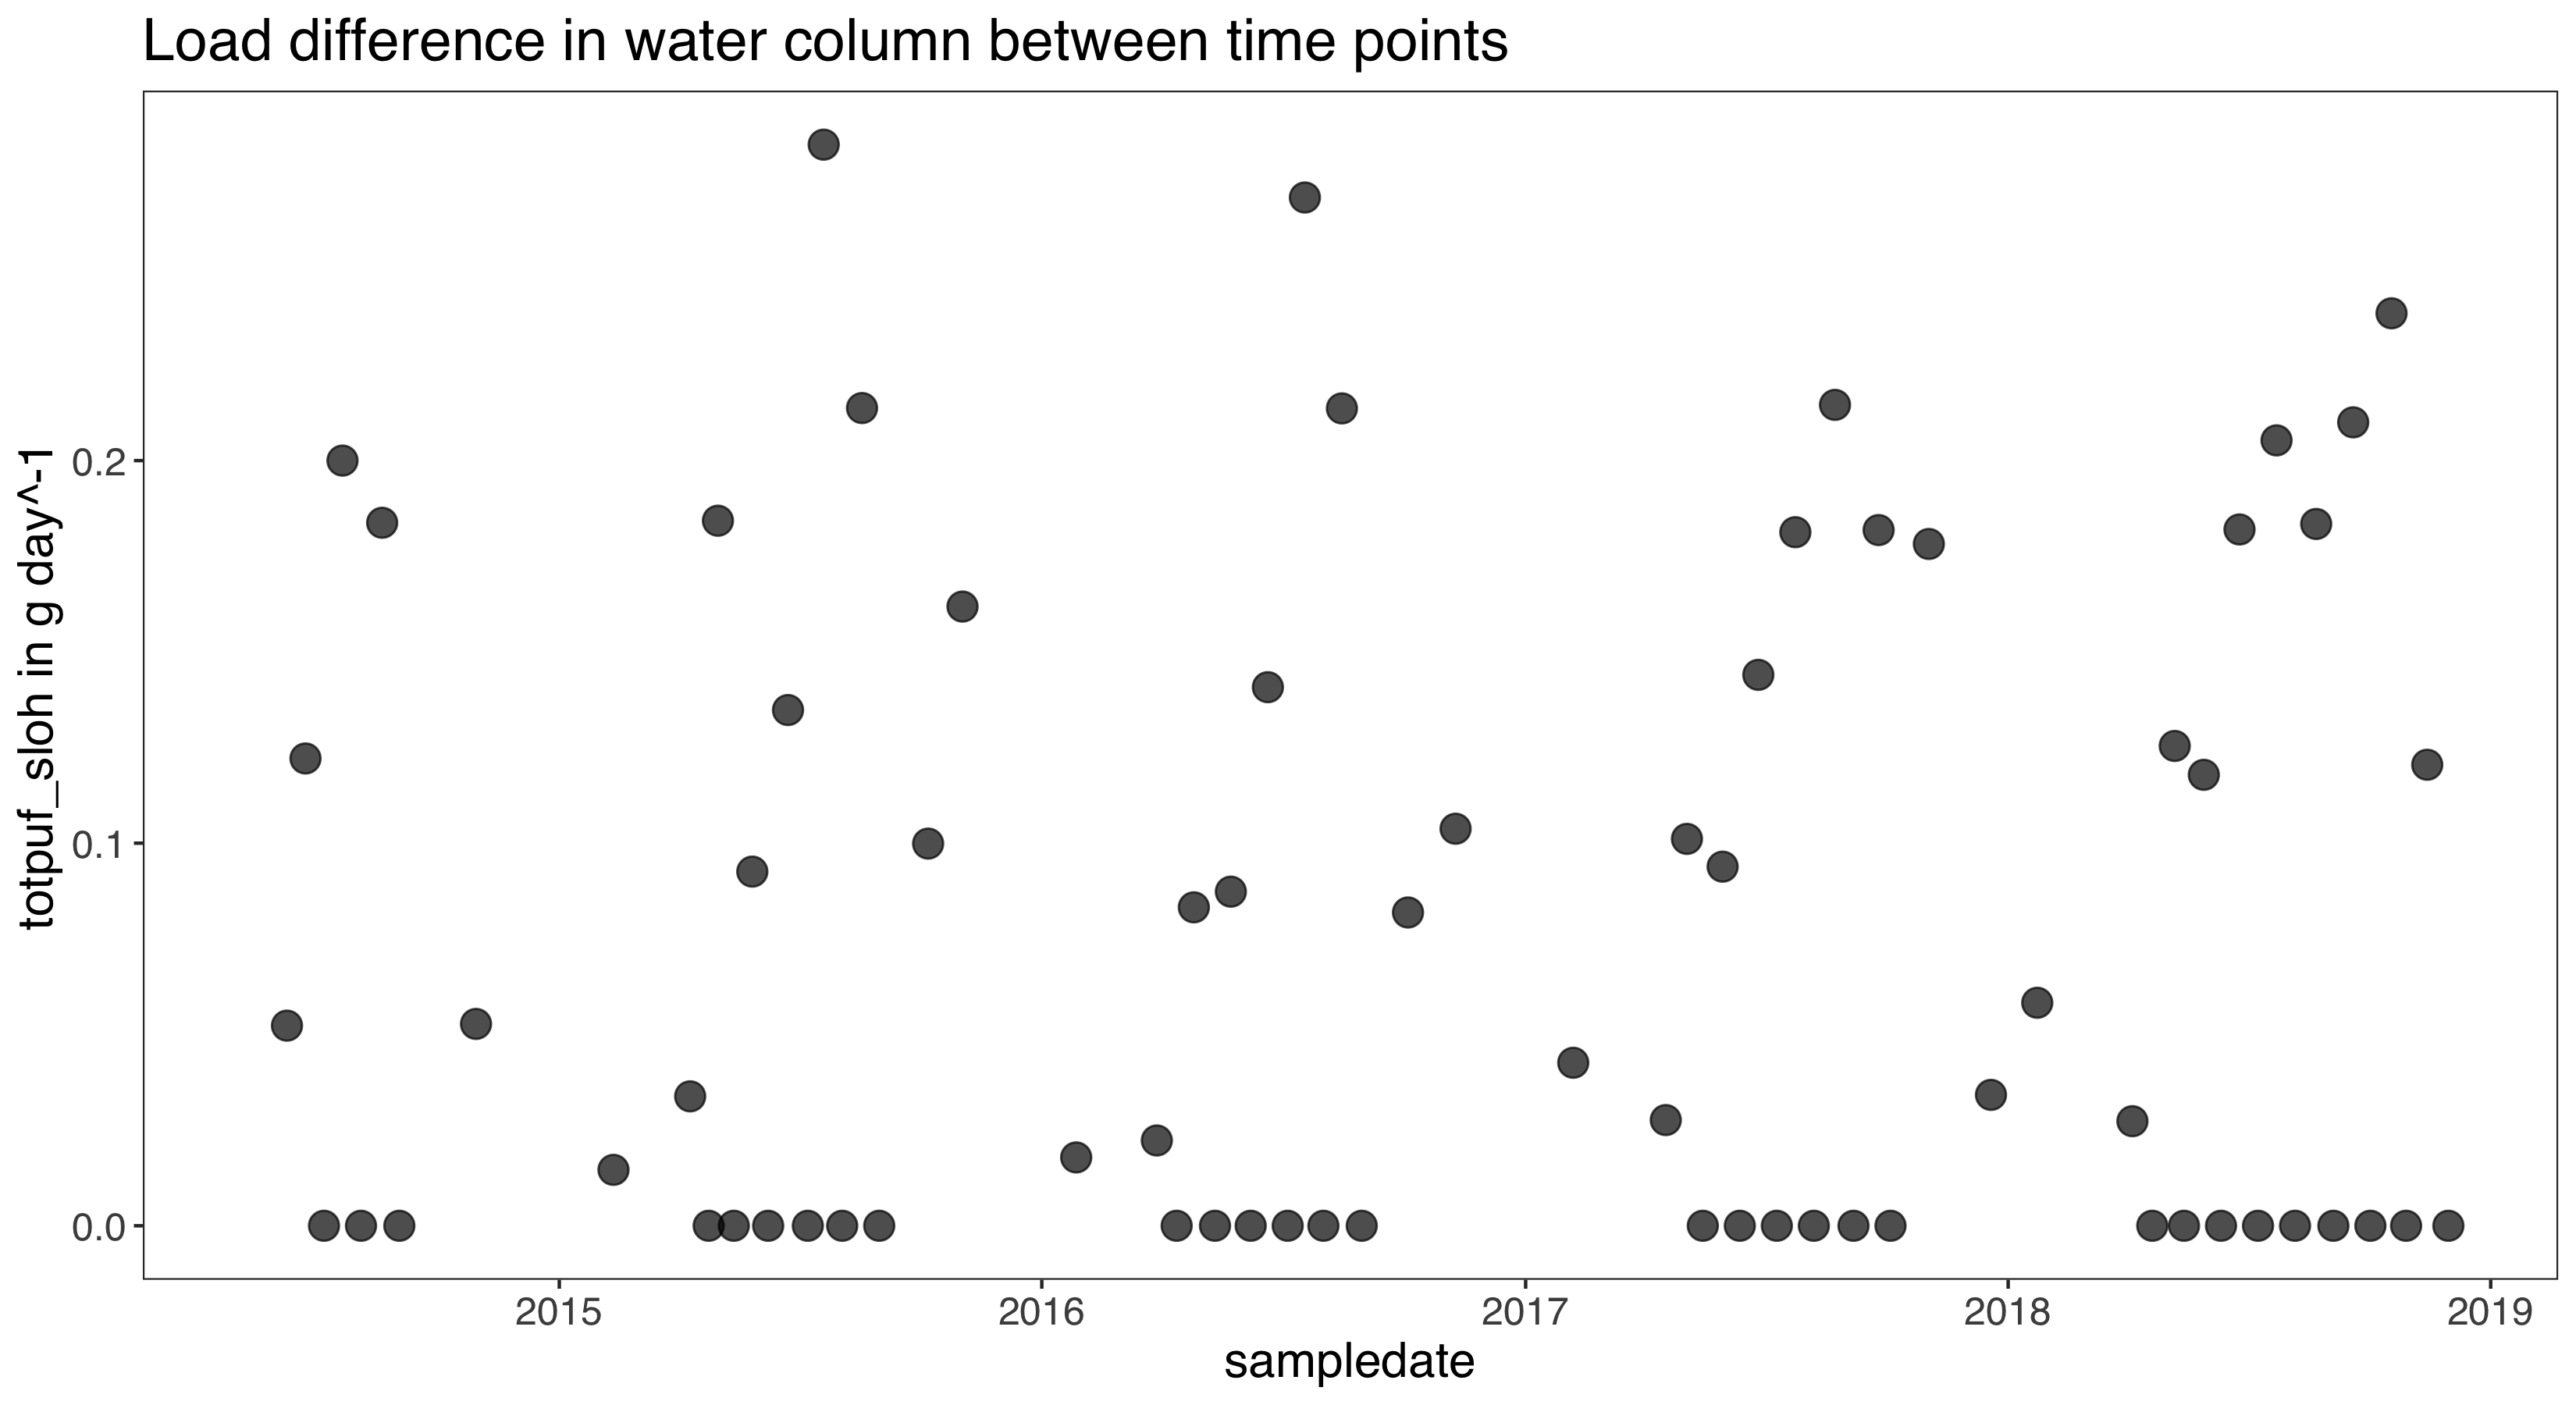 Load difference in water column between time points
totpuf_sloh in g day^-1
0.2
0.1
0.0
2015 2016 2017 2018 2019
sampledate